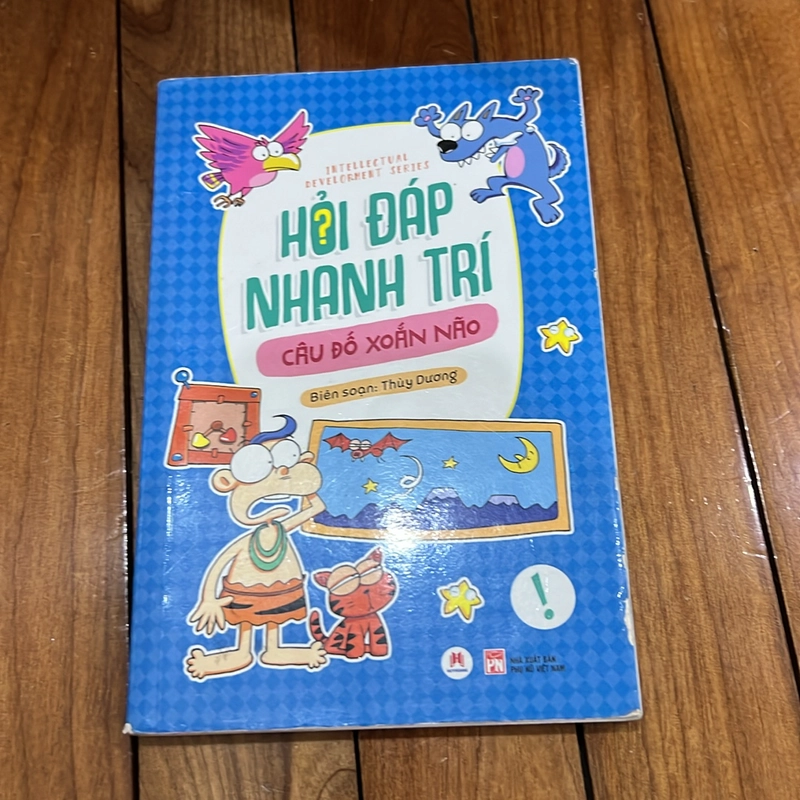 INTELLECTUAL
DEVELOPMENT SERIES
HỎI ĐÁP
NHANH TRÍ
CÂU ĐỐ XOẮN NÃO
Biên soạn: Thùy Dương
!
PN
NHÀ XUẤT BẢN
PHỤ NỮ VIỆT NAM